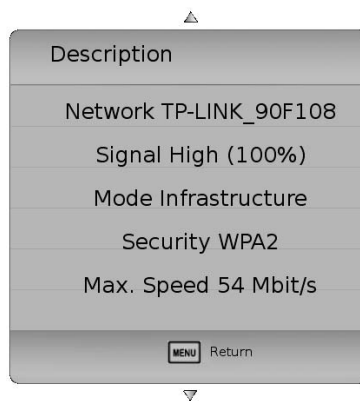 Description
Network TP-LINK_90F108
Signal High (100%)
Mode Infrastructure
Security WPA2
Max. Speed 54 Mbit/s
MENU Return